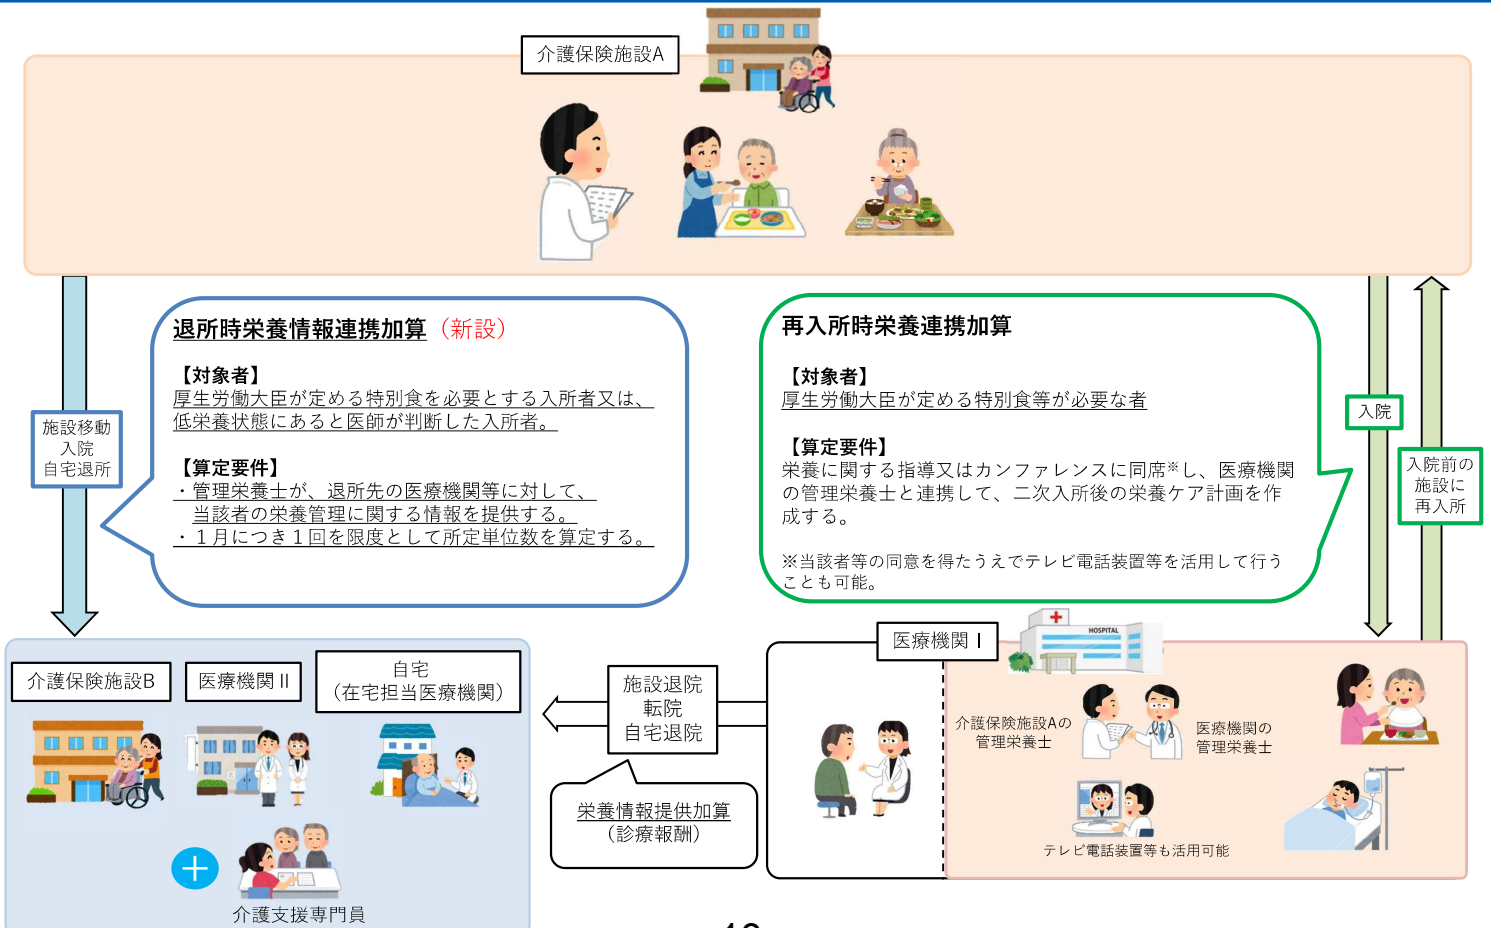 介護保険施設A
退所時栄養情報連携加算（新設）
【対象者】
厚生労働大臣が定める特別食を必要とする入所者又は、
低栄養状態にあると医師が判断した入所者。
【算定要件】
・管理栄養士が、退所先の医療機関等に対して、
当該者の栄養管理に関する情報を提供する。
・１月につき１回を限度として所定単位数を算定する。
施設移動
入院
自宅退所
再入所時栄養連携加算
【対象者】
厚生労働大臣が定める特別食等が必要な者
【算定要件】
栄養に関する指導又はカンファレンスに同席※し、医療機関
の管理栄養士と連携して、二次入所後の栄養ケア計画を作
成する。
※当該者等の同意を得たうえでテレビ電話装置等を活用して行う
ことも可能。
入院
入院前の
施設に
再入所
介護保険施設B
医療機関Ⅱ
自宅
（在宅担当医療機関）
介護支援専門員
施設退院
転院
自宅退院
栄養情報提供加算
（診療報酬）
医療機関Ⅰ
HOSPITAL
介護保険施設Aの
管理栄養士
医療機関の
管理栄養士
テレビ電話装置等も活用可能